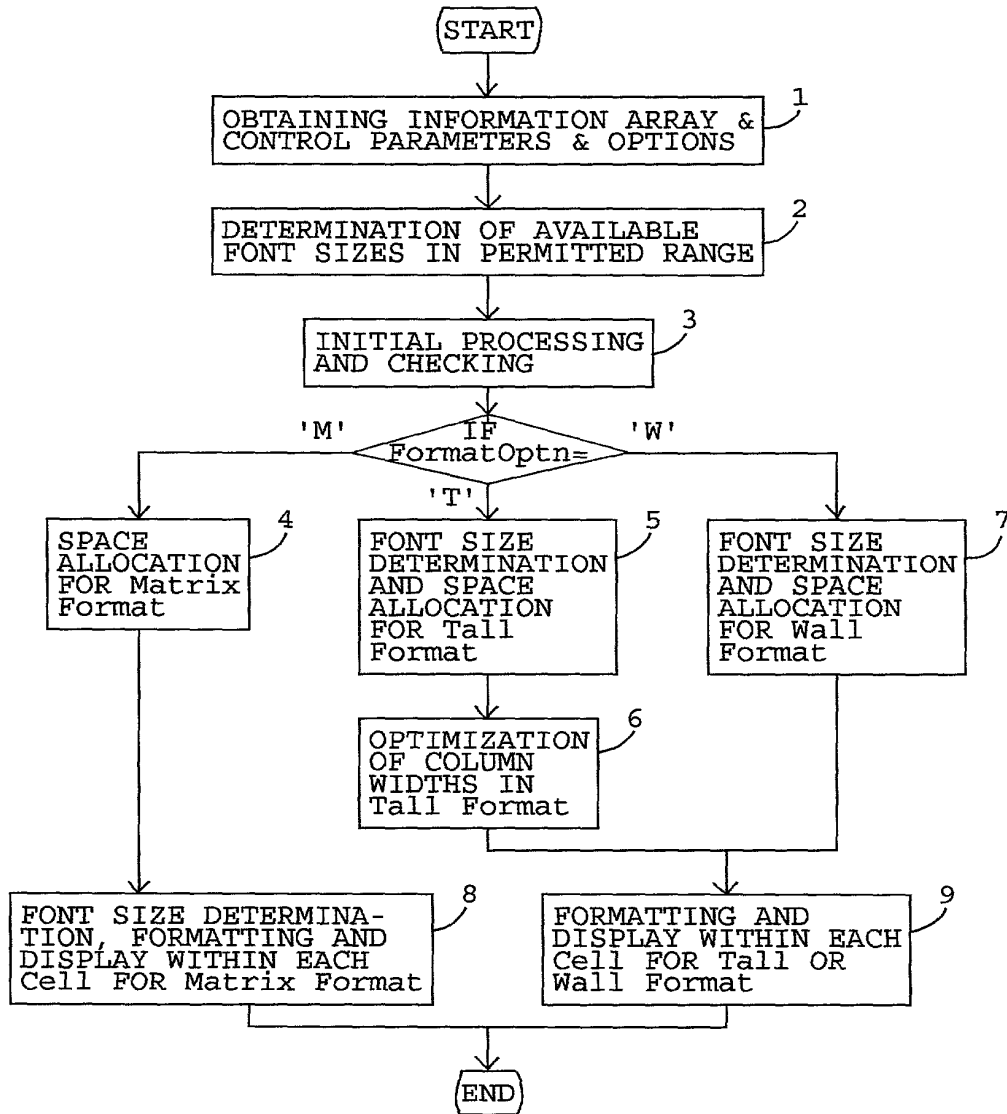 START
1
OBTAINING INFORMATION ARRAY &
CONTROL PARAMETERS & OPTIONS
2
DETERMINATION OF AVAILABLE
FONT SIZES IN PERMITTED RANGE
3
INITIAL PROCESSING
AND CHECKING
'M'
IF
FormatOptn=
'W'
'T'
4
SPACE
ALLOCATION
FOR Matrix
Format
5
FONT SIZE
DETERMINATION
AND SPACE
ALLOCATION
FOR Tall
Format
7
FONT SIZE
DETERMINATION
AND SPACE
ALLOCATION
FOR Wall
Format
6
OPTIMIZATION
OF COLUMN
WIDTHS IN
Tall Format
8
FONT SIZE DETERMINA-
TION, FORMATTING AND
DISPLAY WITHIN EACH
Cell FOR Matrix Format
9
FORMATTING AND
DISPLAY WITHIN EACH
Cell FOR Tall OR
Wall Format
END